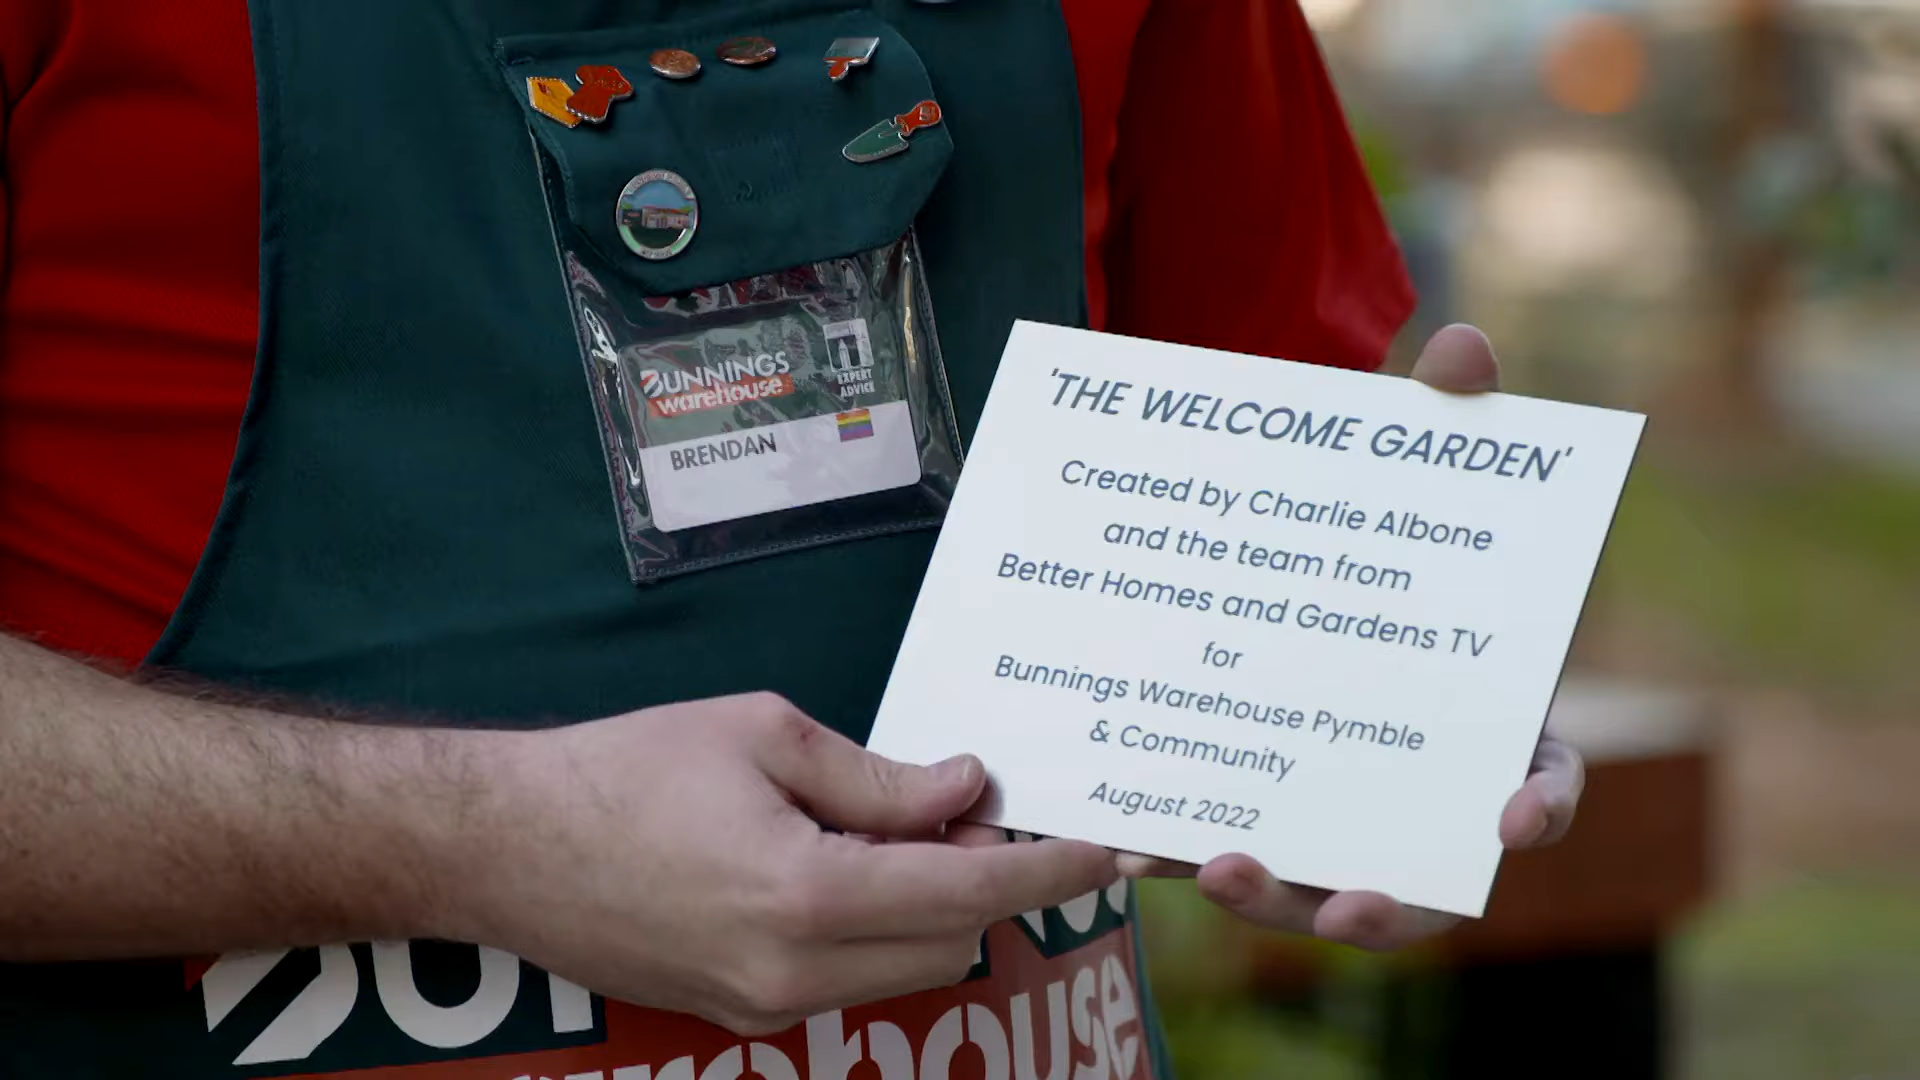 BUNNINGS
warehouse
EXPERT
ADVICE
BRENDAN
'THE WELCOME GARDEN'
Created by Charlie Albone
and the team from
Better Homes and Gardens TV
for
Bunnings Warehouse Pymble
& Community
August 2022
warehouse